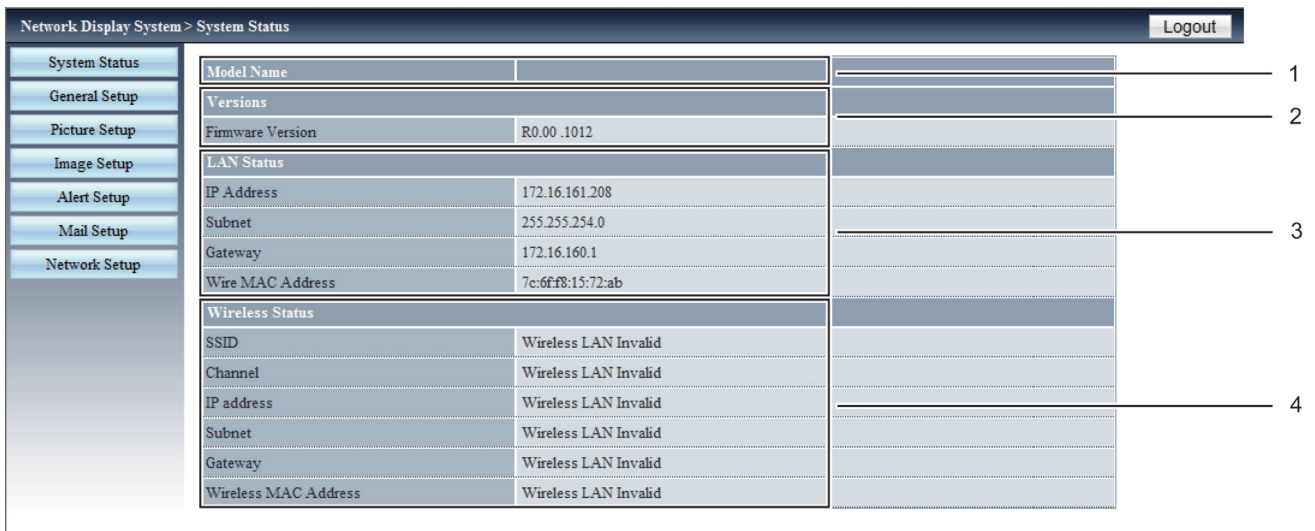 Network Display System > System Status
Logout
System Status
General Setup
Picture Setup
Image Setup
Alert Setup
Mail Setup
Network Setup
Model Name
1
Versions
2
Firmware Version R0.00 .1012
LAN Status
IP Address 172.16.161.208
Subnet 255.255.254.0
3
Gateway 172.16.160.1
Wire MAC Address 7c:6f:f8:15:72:ab
Wireless Status
SSID Wireless LAN Invalid
Channel Wireless LAN Invalid
IP address Wireless LAN Invalid
4
Subnet Wireless LAN Invalid
Gateway Wireless LAN Invalid
Wireless MAC Address Wireless LAN Invalid